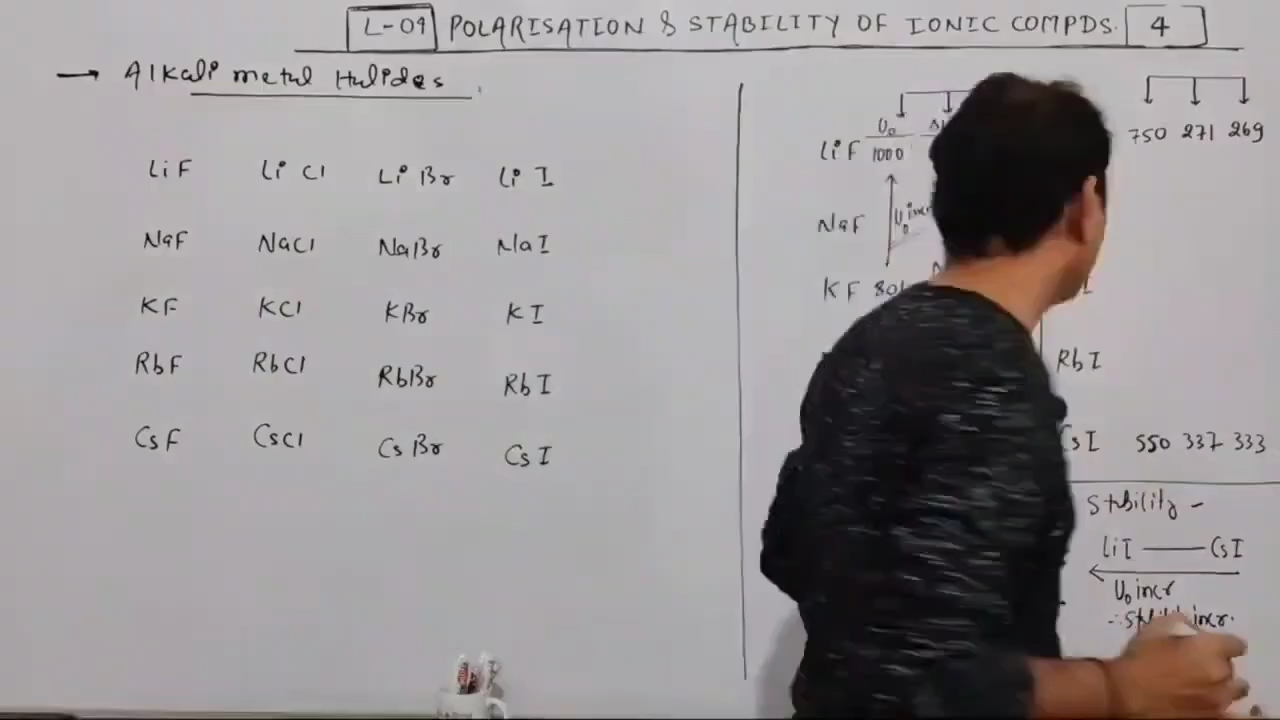 L-09 POLARISATION & STABILITY OF IONIC COMPDS. 4
→ Alkali metal Halides.
LiF LiCl LiBr LiI
NaF NaCl NaBr NaI
KF KCl KBr KI
RbF RbCl RbBr RbI
CsF CsCl CsBr CsI
U₀
LiF 1000
NaF
KF
750 271 269
RbI
CsI 550 337 333
Stbility -
LiI —— CsI
U₀ incr